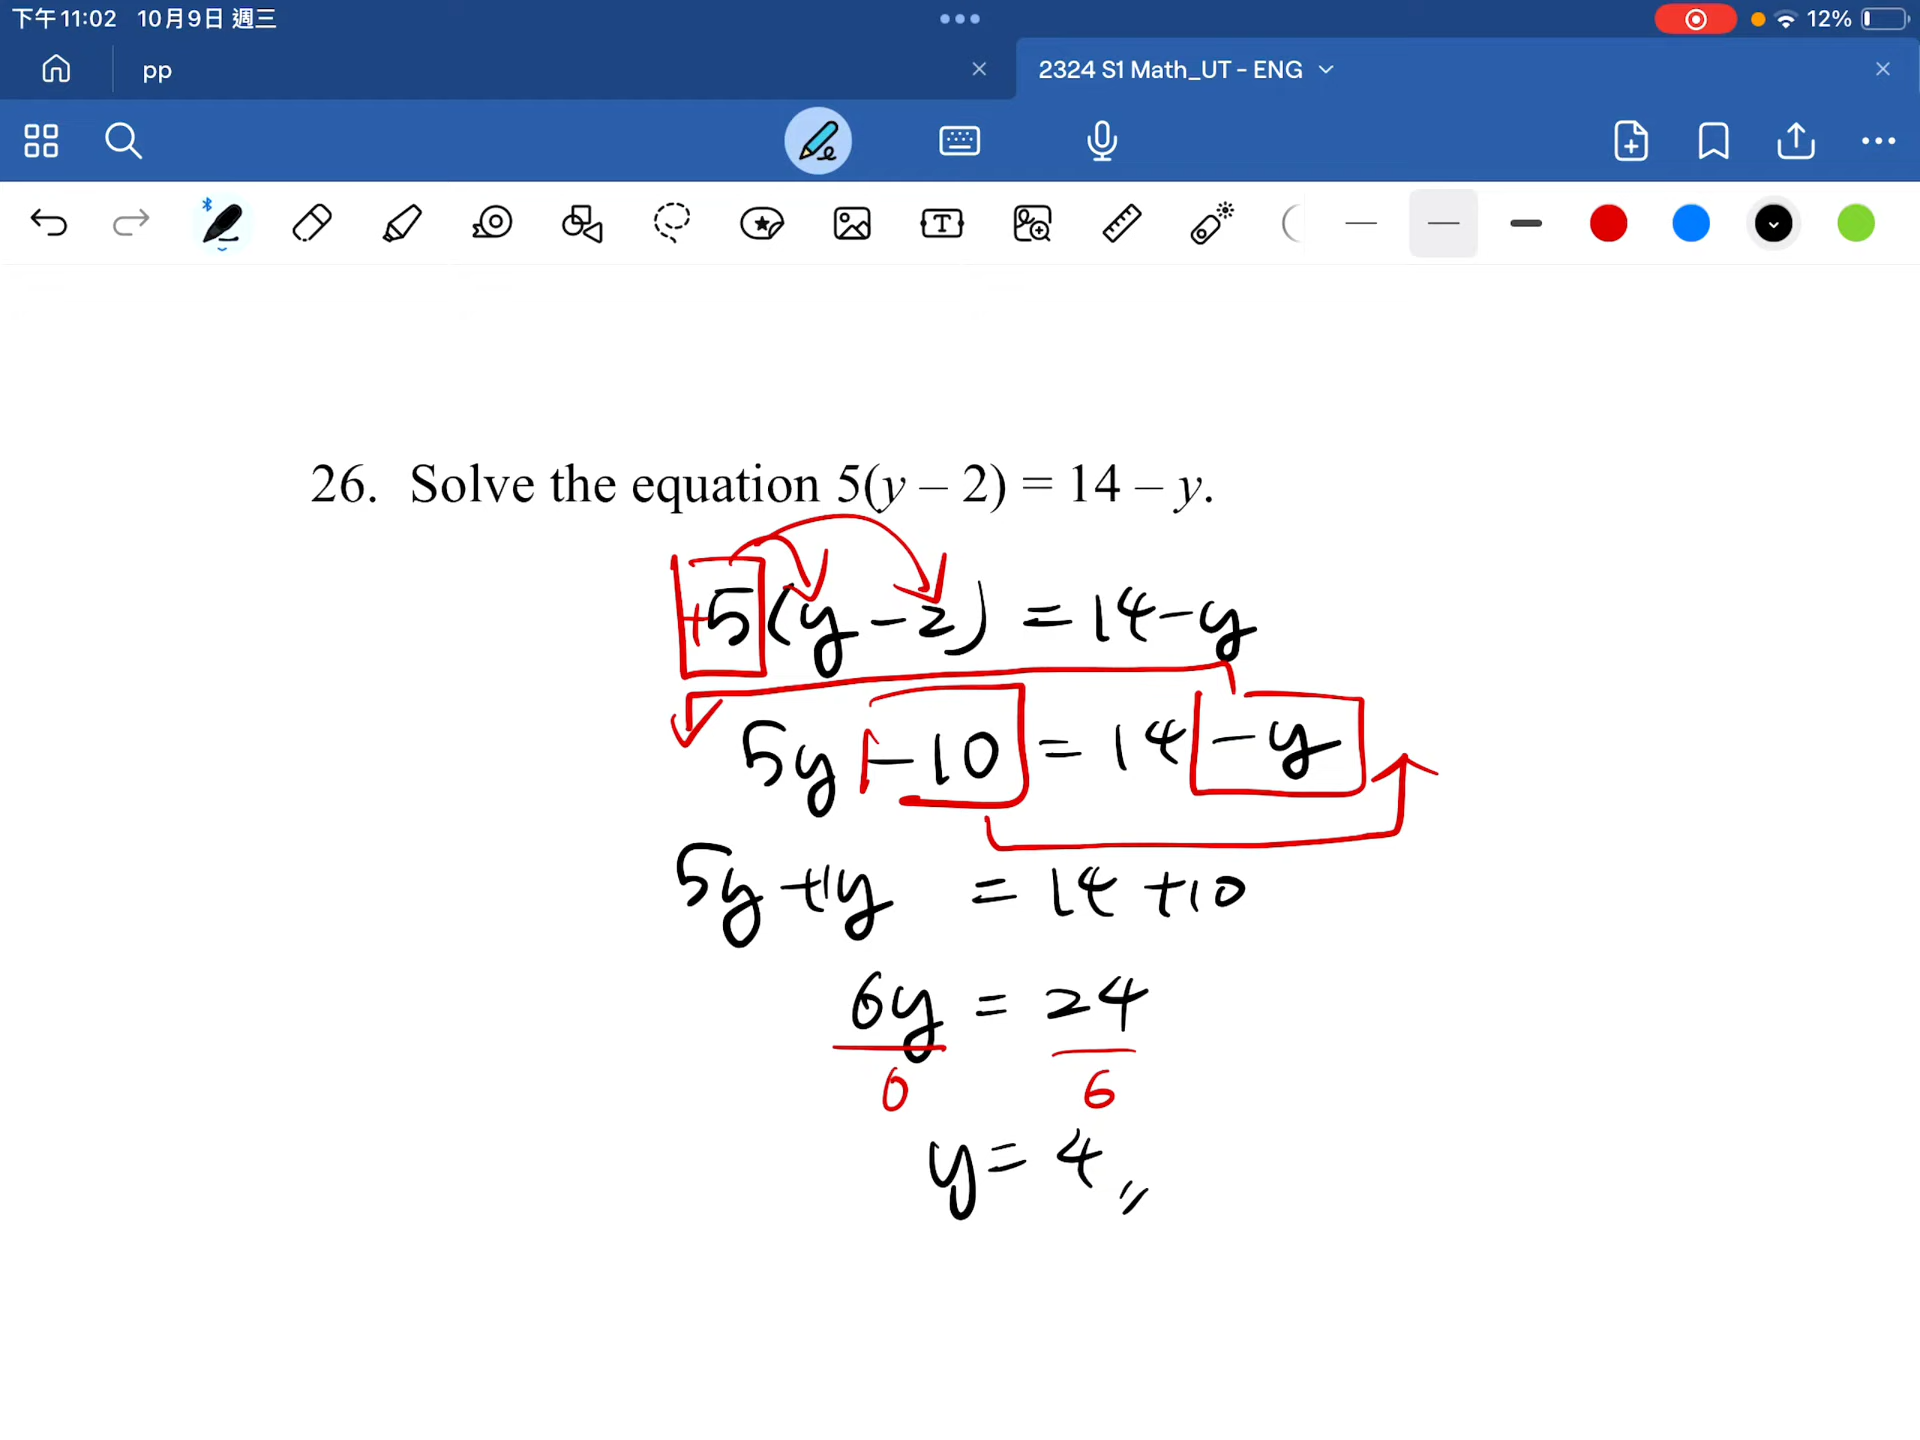 下午11:02 10月9日 週三 12%
pp 2324 S1 Math_UT - ENG
26. Solve the equation 5(y – 2) = 14 – y.
+5(y-2) = 14-y
5y -10 = 14 -y
5y +1y = 14 +10
6y = 24
6 6
y = 4